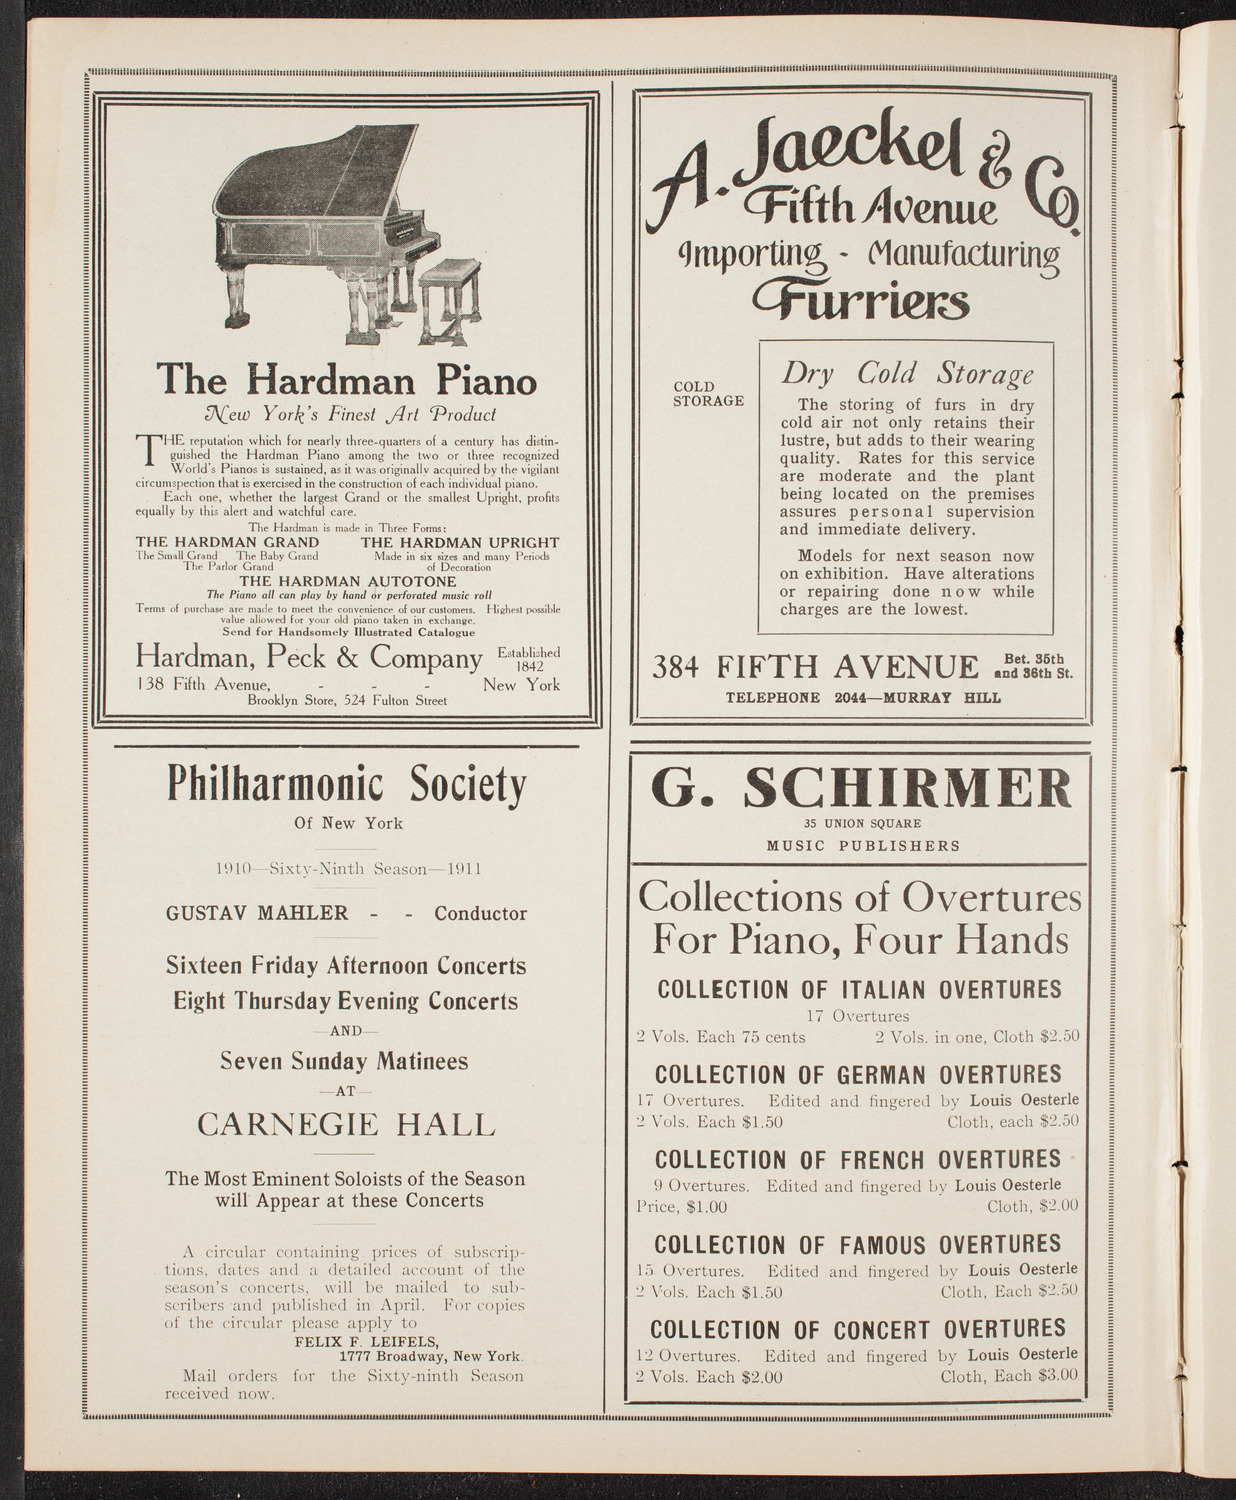 The Hardman Piano
New York's Finest Art Product
THE reputation which for nearly three-quarters of a century has distin-
guished the Hardman Piano among the two or three recognized
World's Pianos is sustained, as it was originally acquired by the vigilant
circumspection that is exercised in the construction of each individual piano.
Each one, whether the largest Grand or the smallest Upright, profits
equally by this alert and watchful care.
The Hardman is made in Three Forms:
THE HARDMAN GRAND THE HARDMAN UPRIGHT
The Small Grand The Baby Grand Made in six sizes and many Periods
The Parlor Grand of Decoration
THE HARDMAN AUTOTONE
The Piano all can play by hand or perforated music roll
Terms of purchase are made to meet the convenience of our customers. Highest possible
value allowed for your old piano taken in exchange.
Send for Handsomely Illustrated Catalogue
Hardman, Peck & Company Established
1842
138 Fifth Avenue, - - - New York
Brooklyn Store, 524 Fulton Street
A. Jaeckel & Co.
Fifth Avenue
Importing - Manufacturing
Furriers
COLD
STORAGE
Dry Cold Storage
The storing of furs in dry
cold air not only retains their
lustre, but adds to their wearing
quality. Rates for this service
are moderate and the plant
being located on the premises
assures personal supervision
and immediate delivery.
Models for next season now
on exhibition. Have alterations
or repairing done now while
charges are the lowest.
384 FIFTH AVENUE Bet. 35th
and 36th St.
TELEPHONE 2044—MURRAY HILL
Philharmonic Society
Of New York
1910—Sixty-Ninth Season—1911
GUSTAV MAHLER - - Conductor
Sixteen Friday Afternoon Concerts
Eight Thursday Evening Concerts
—AND—
Seven Sunday Matinees
—AT—
CARNEGIE HALL
The Most Eminent Soloists of the Season
will Appear at these Concerts
A circular containing prices of subscrip-
tions, dates and a detailed account of the
season's concerts, will be mailed to sub-
scribers and published in April. For copies
of the circular please apply to
FELIX F. LEIFELS,
1777 Broadway, New York.
Mail orders for the Sixty-ninth Season
received now.
G. SCHIRMER
35 UNION SQUARE
MUSIC PUBLISHERS
Collections of Overtures
For Piano, Four Hands
COLLECTION OF ITALIAN OVERTURES
17 Overtures
2 Vols. Each 75 cents 2 Vols. in one, Cloth $2.50
COLLECTION OF GERMAN OVERTURES
17 Overtures. Edited and fingered by Louis Oesterle
2 Vols. Each $1.50 Cloth, each $2.50
COLLECTION OF FRENCH OVERTURES
9 Overtures. Edited and fingered by Louis Oesterle
Price, $1.00 Cloth, $2.00
COLLECTION OF FAMOUS OVERTURES
15 Overtures. Edited and fingered by Louis Oesterle
2 Vols. Each $1.50 Cloth, Each $2.50
COLLECTION OF CONCERT OVERTURES
12 Overtures. Edited and fingered by Louis Oesterle
2 Vols. Each $2.00 Cloth, Each $3.00